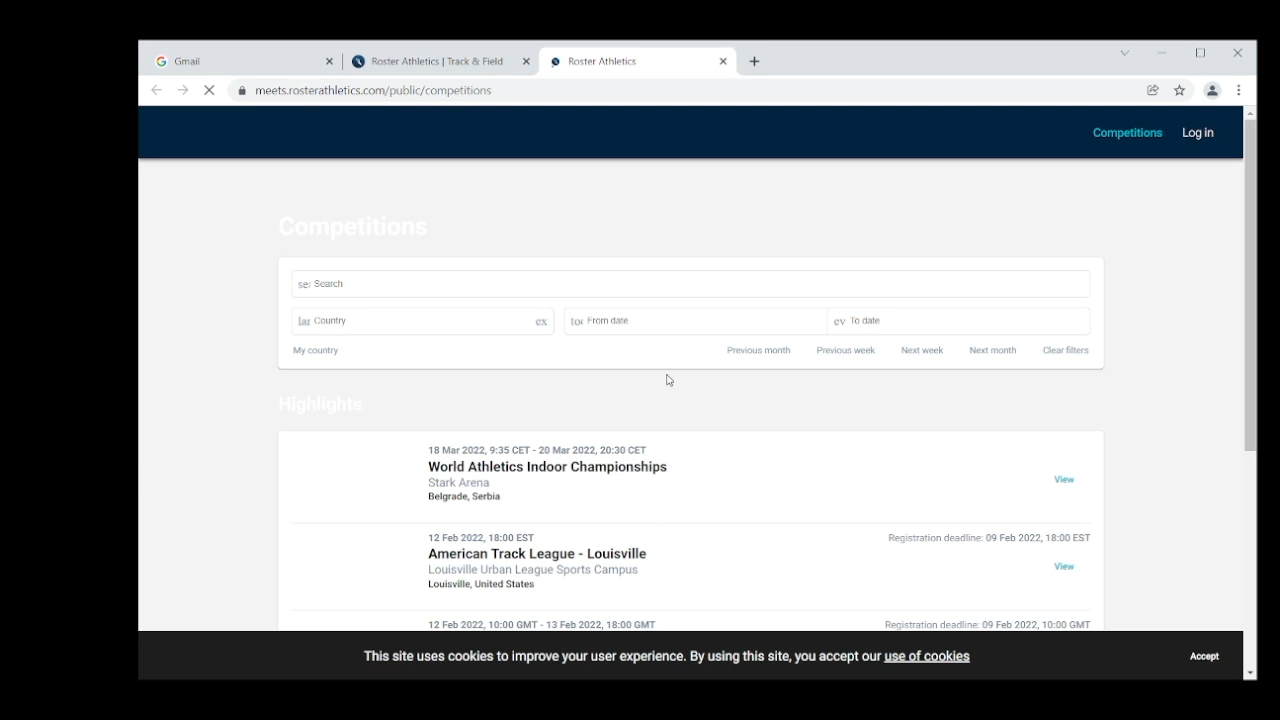 Gmail
Roster Athletics | Track & Field
Roster Athletics
meets.rosterathletics.com/public/competitions
Competitions
Log in
Competitions
Search
Country
ex
From date
ev To date
My country
Previous month
Previous week
Next week
Next month
Clear filters
Highlights
18 Mar 2022, 9:35 CET - 20 Mar 2022, 20:30 CET
World Athletics Indoor Championships
Stark Arena
Belgrade, Serbia
View
12 Feb 2022, 18:00 EST
Registration deadline: 09 Feb 2022, 18:00 EST
American Track League - Louisville
Louisville Urban League Sports Campus
Louisville, United States
View
12 Feb 2022, 10:00 GMT - 13 Feb 2022, 18:00 GMT
Registration deadline: 09 Feb 2022, 10:00 GMT
This site uses cookies to improve your user experience. By using this site, you accept our use of cookies
Accept